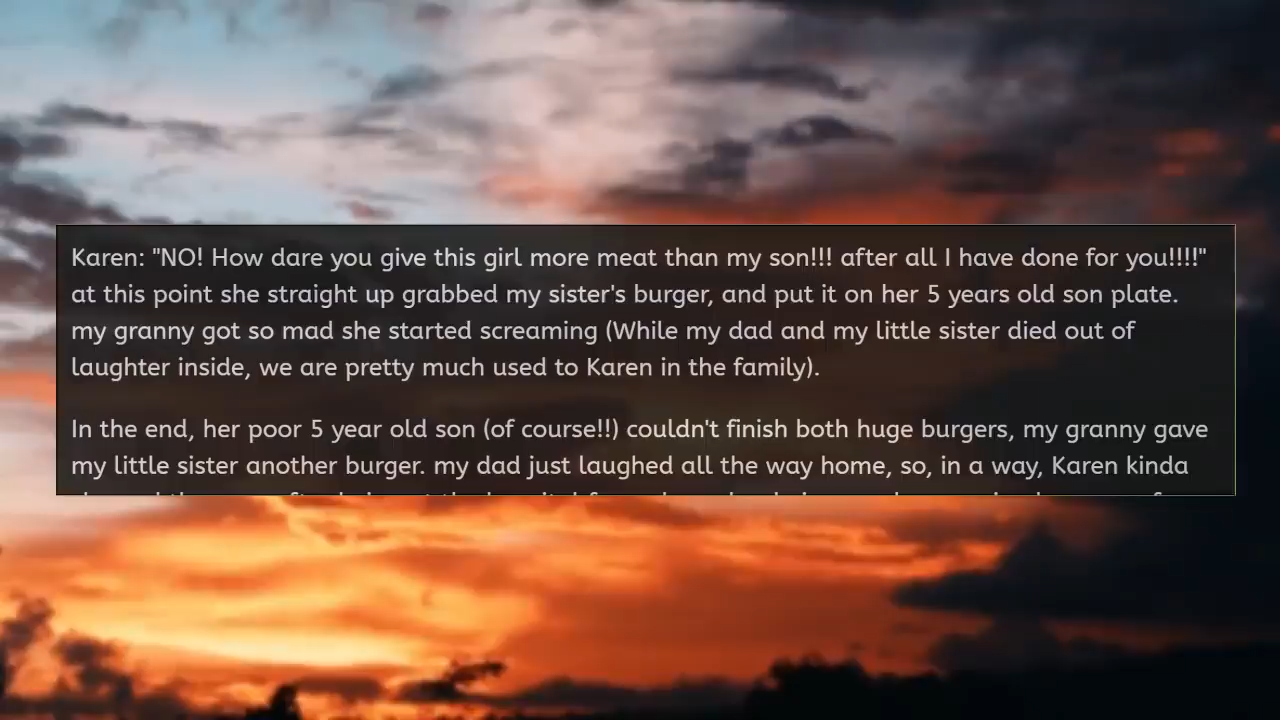 Karen: "NO! How dare you give this girl more meat than my son!!! after all I have done for you!!!!"
at this point she straight up grabbed my sister's burger, and put it on her 5 years old son plate.
my granny got so mad she started screaming (While my dad and my little sister died out of
laughter inside, we are pretty much used to Karen in the family).
In the end, her poor 5 year old son (of course!!) couldn't finish both huge burgers, my granny gave
my little sister another burger. my dad just laughed all the way home, so, in a way, Karen kinda